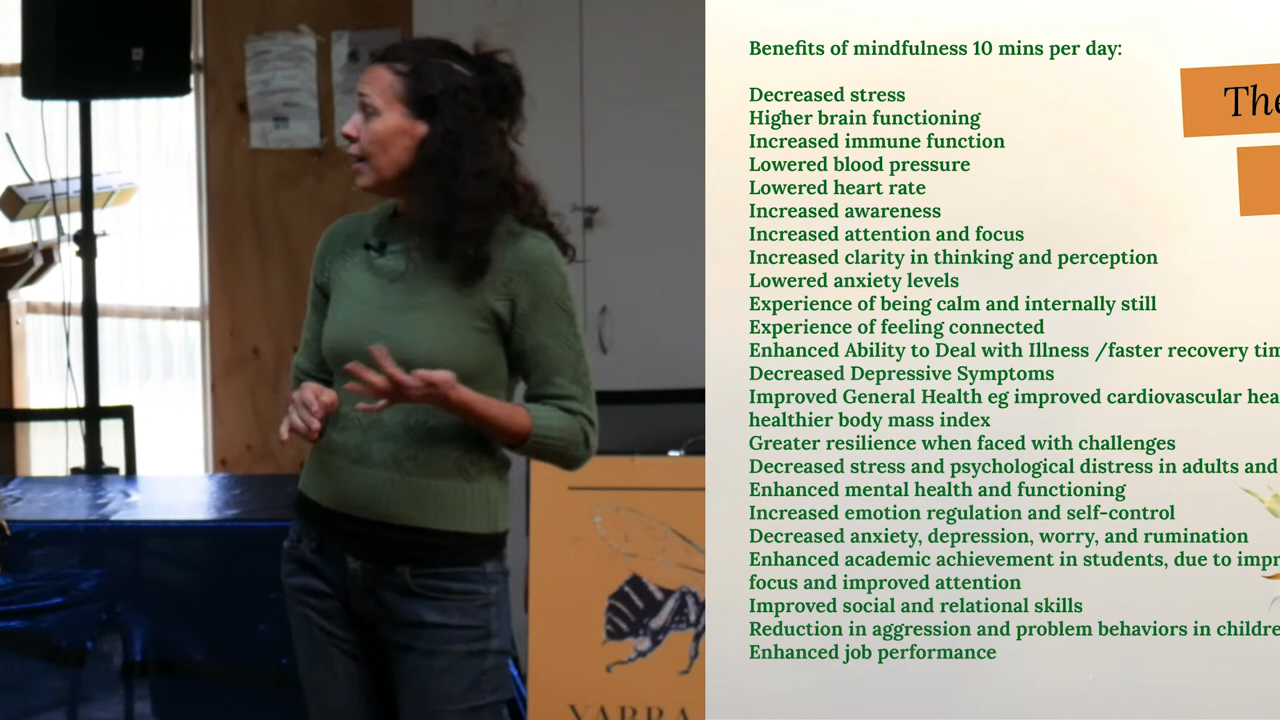 Benefits of mindfulness 10 mins per day:
Decreased stress
Higher brain functioning
Increased immune function
Lowered blood pressure
Lowered heart rate
Increased awareness
Increased attention and focus
Increased clarity in thinking and perception
Lowered anxiety levels
Experience of being calm and internally still
Experience of feeling connected
Enhanced Ability to Deal with Illness /faster recovery tim
Decreased Depressive Symptoms
Improved General Health eg improved cardiovascular hea
healthier body mass index
Greater resilience when faced with challenges
Decreased stress and psychological distress in adults and
Enhanced mental health and functioning
Increased emotion regulation and self-control
Decreased anxiety, depression, worry, and rumination
Enhanced academic achievement in students, due to impr
focus and improved attention
Improved social and relational skills
Reduction in aggression and problem behaviors in childre
Enhanced job performance
The
YARRA